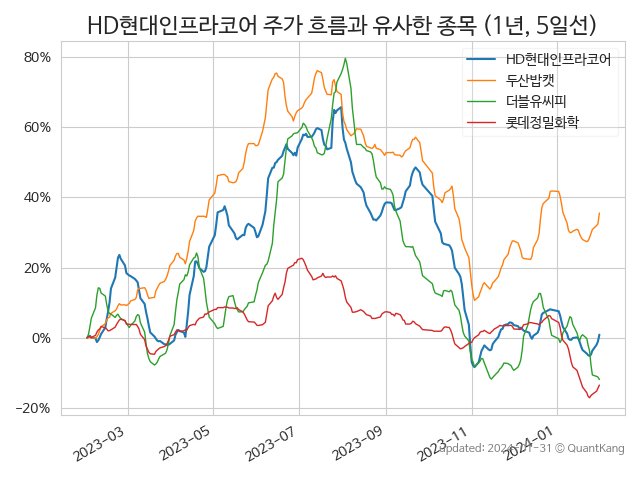 HD현대인프라코어 주가 흐름과 유사한 종목 (1년, 5일선)
HD현대인프라코어
두산밥캣
더블유씨피
롯데정밀화학
80%
60%
40%
20%
0%
−20%
2023-03
2023-05
2023-07
2023-09
2023-11
2024-01
updated: 2024-01-31 © QuantKang